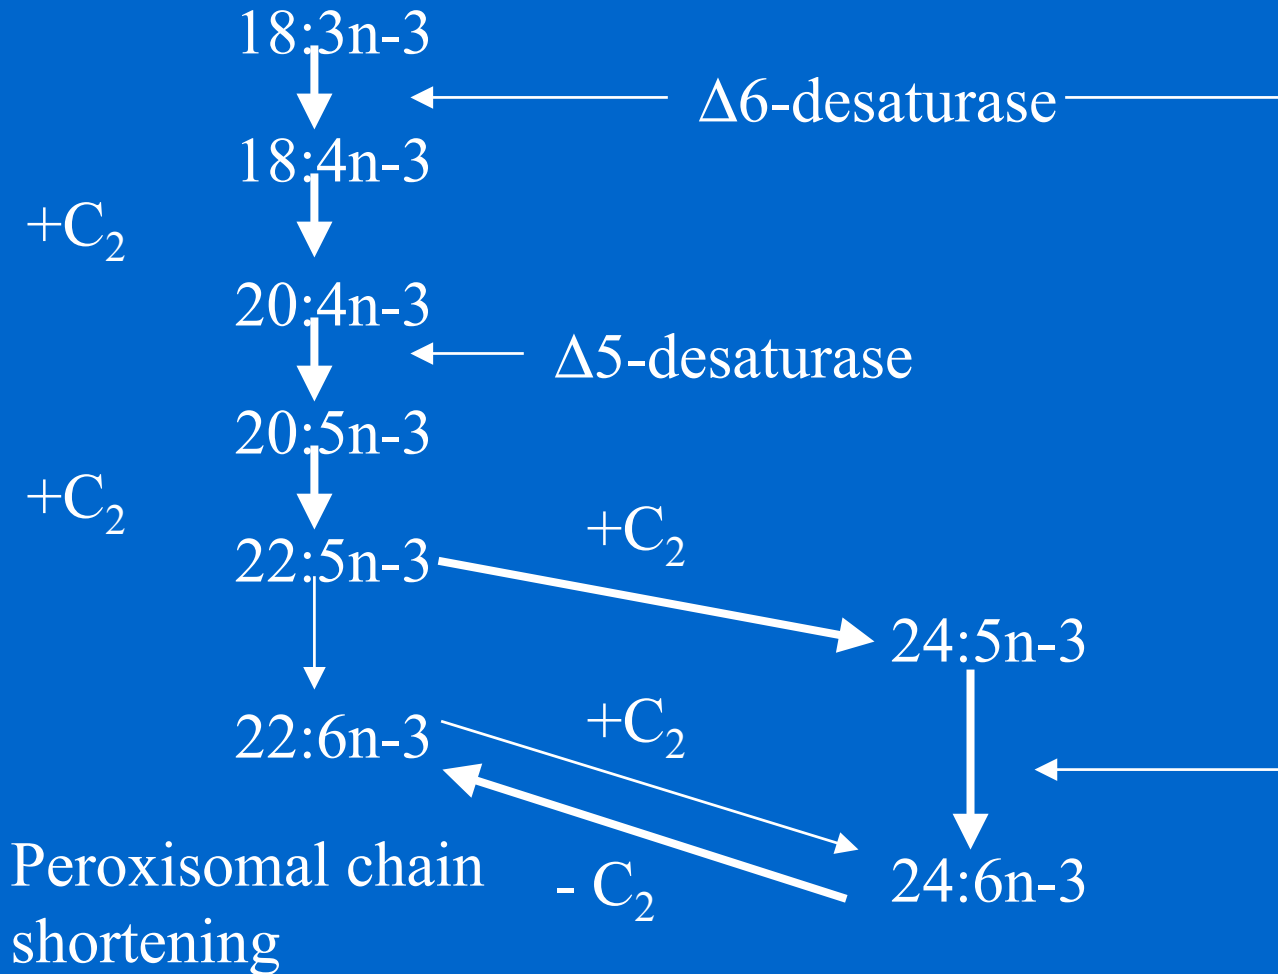 18:3n-3
Δ6-desaturase
18:4n-3
+C₂
20:4n-3
Δ5-desaturase
20:5n-3
+C₂
+C₂
22:5n-3
24:5n-3
+C₂
22:6n-3
Peroxisomal chain
shortening
- C₂
24:6n-3